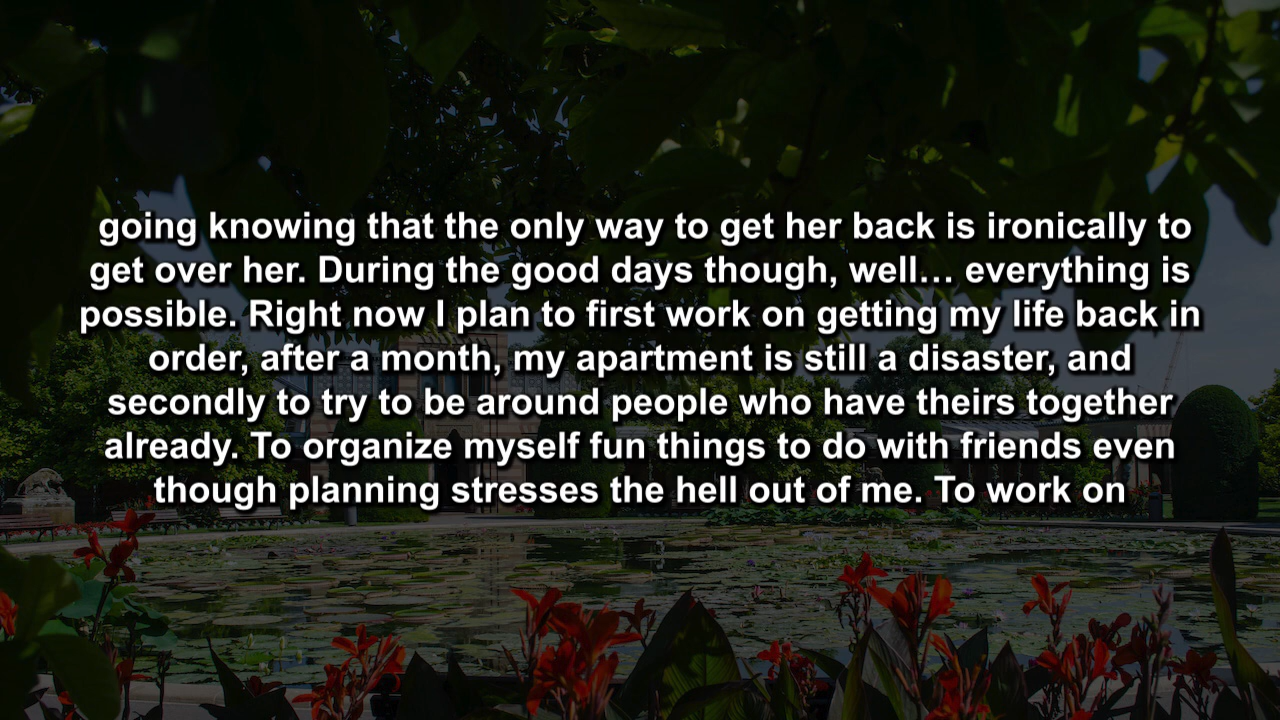 going knowing that the only way to get her back is ironically to
get over her. During the good days though, well… everything is
possible. Right now I plan to first work on getting my life back in
order, after a month, my apartment is still a disaster, and
secondly to try to be around people who have theirs together
already. To organize myself fun things to do with friends even
though planning stresses the hell out of me. To work on